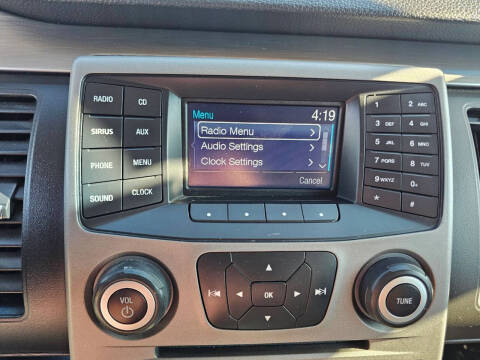 RADIO CD
SIRIUS AUX
PHONE MENU
SOUND CLOCK
Menu 4:19
Radio Menu
Audio Settings
Clock Settings
Cancel
1 2 ABC
3 DEF 4 GHI
5 JKL 6 MNO
7 PQRS 8 TUV
9 WXYZ 0
* #
VOL
OK
TUNE